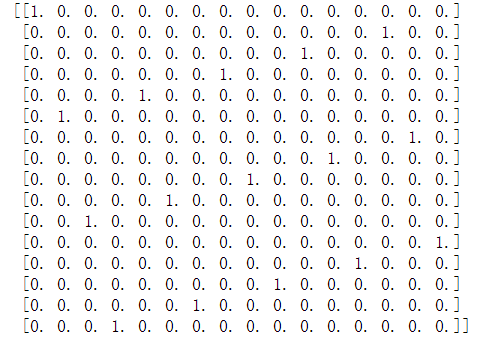 [[1. 0. 0. 0. 0. 0. 0. 0. 0. 0. 0. 0. 0. 0. 0. 0.]
[0. 0. 0. 0. 0. 0. 0. 0. 0. 0. 0. 0. 0. 1. 0. 0.]
[0. 0. 0. 0. 0. 0. 0. 0. 0. 0. 1. 0. 0. 0. 0. 0.]
[0. 0. 0. 0. 0. 0. 0. 1. 0. 0. 0. 0. 0. 0. 0. 0.]
[0. 0. 0. 0. 1. 0. 0. 0. 0. 0. 0. 0. 0. 0. 0. 0.]
[0. 1. 0. 0. 0. 0. 0. 0. 0. 0. 0. 0. 0. 0. 0. 0.]
[0. 0. 0. 0. 0. 0. 0. 0. 0. 0. 0. 0. 0. 0. 1. 0.]
[0. 0. 0. 0. 0. 0. 0. 0. 0. 0. 0. 1. 0. 0. 0. 0.]
[0. 0. 0. 0. 0. 0. 0. 0. 1. 0. 0. 0. 0. 0. 0. 0.]
[0. 0. 0. 0. 0. 1. 0. 0. 0. 0. 0. 0. 0. 0. 0. 0.]
[0. 0. 1. 0. 0. 0. 0. 0. 0. 0. 0. 0. 0. 0. 0. 0.]
[0. 0. 0. 0. 0. 0. 0. 0. 0. 0. 0. 0. 0. 0. 0. 1.]
[0. 0. 0. 0. 0. 0. 0. 0. 0. 0. 0. 0. 1. 0. 0. 0.]
[0. 0. 0. 0. 0. 0. 0. 0. 0. 1. 0. 0. 0. 0. 0. 0.]
[0. 0. 0. 0. 0. 0. 1. 0. 0. 0. 0. 0. 0. 0. 0. 0.]
[0. 0. 0. 1. 0. 0. 0. 0. 0. 0. 0. 0. 0. 0. 0. 0.]]